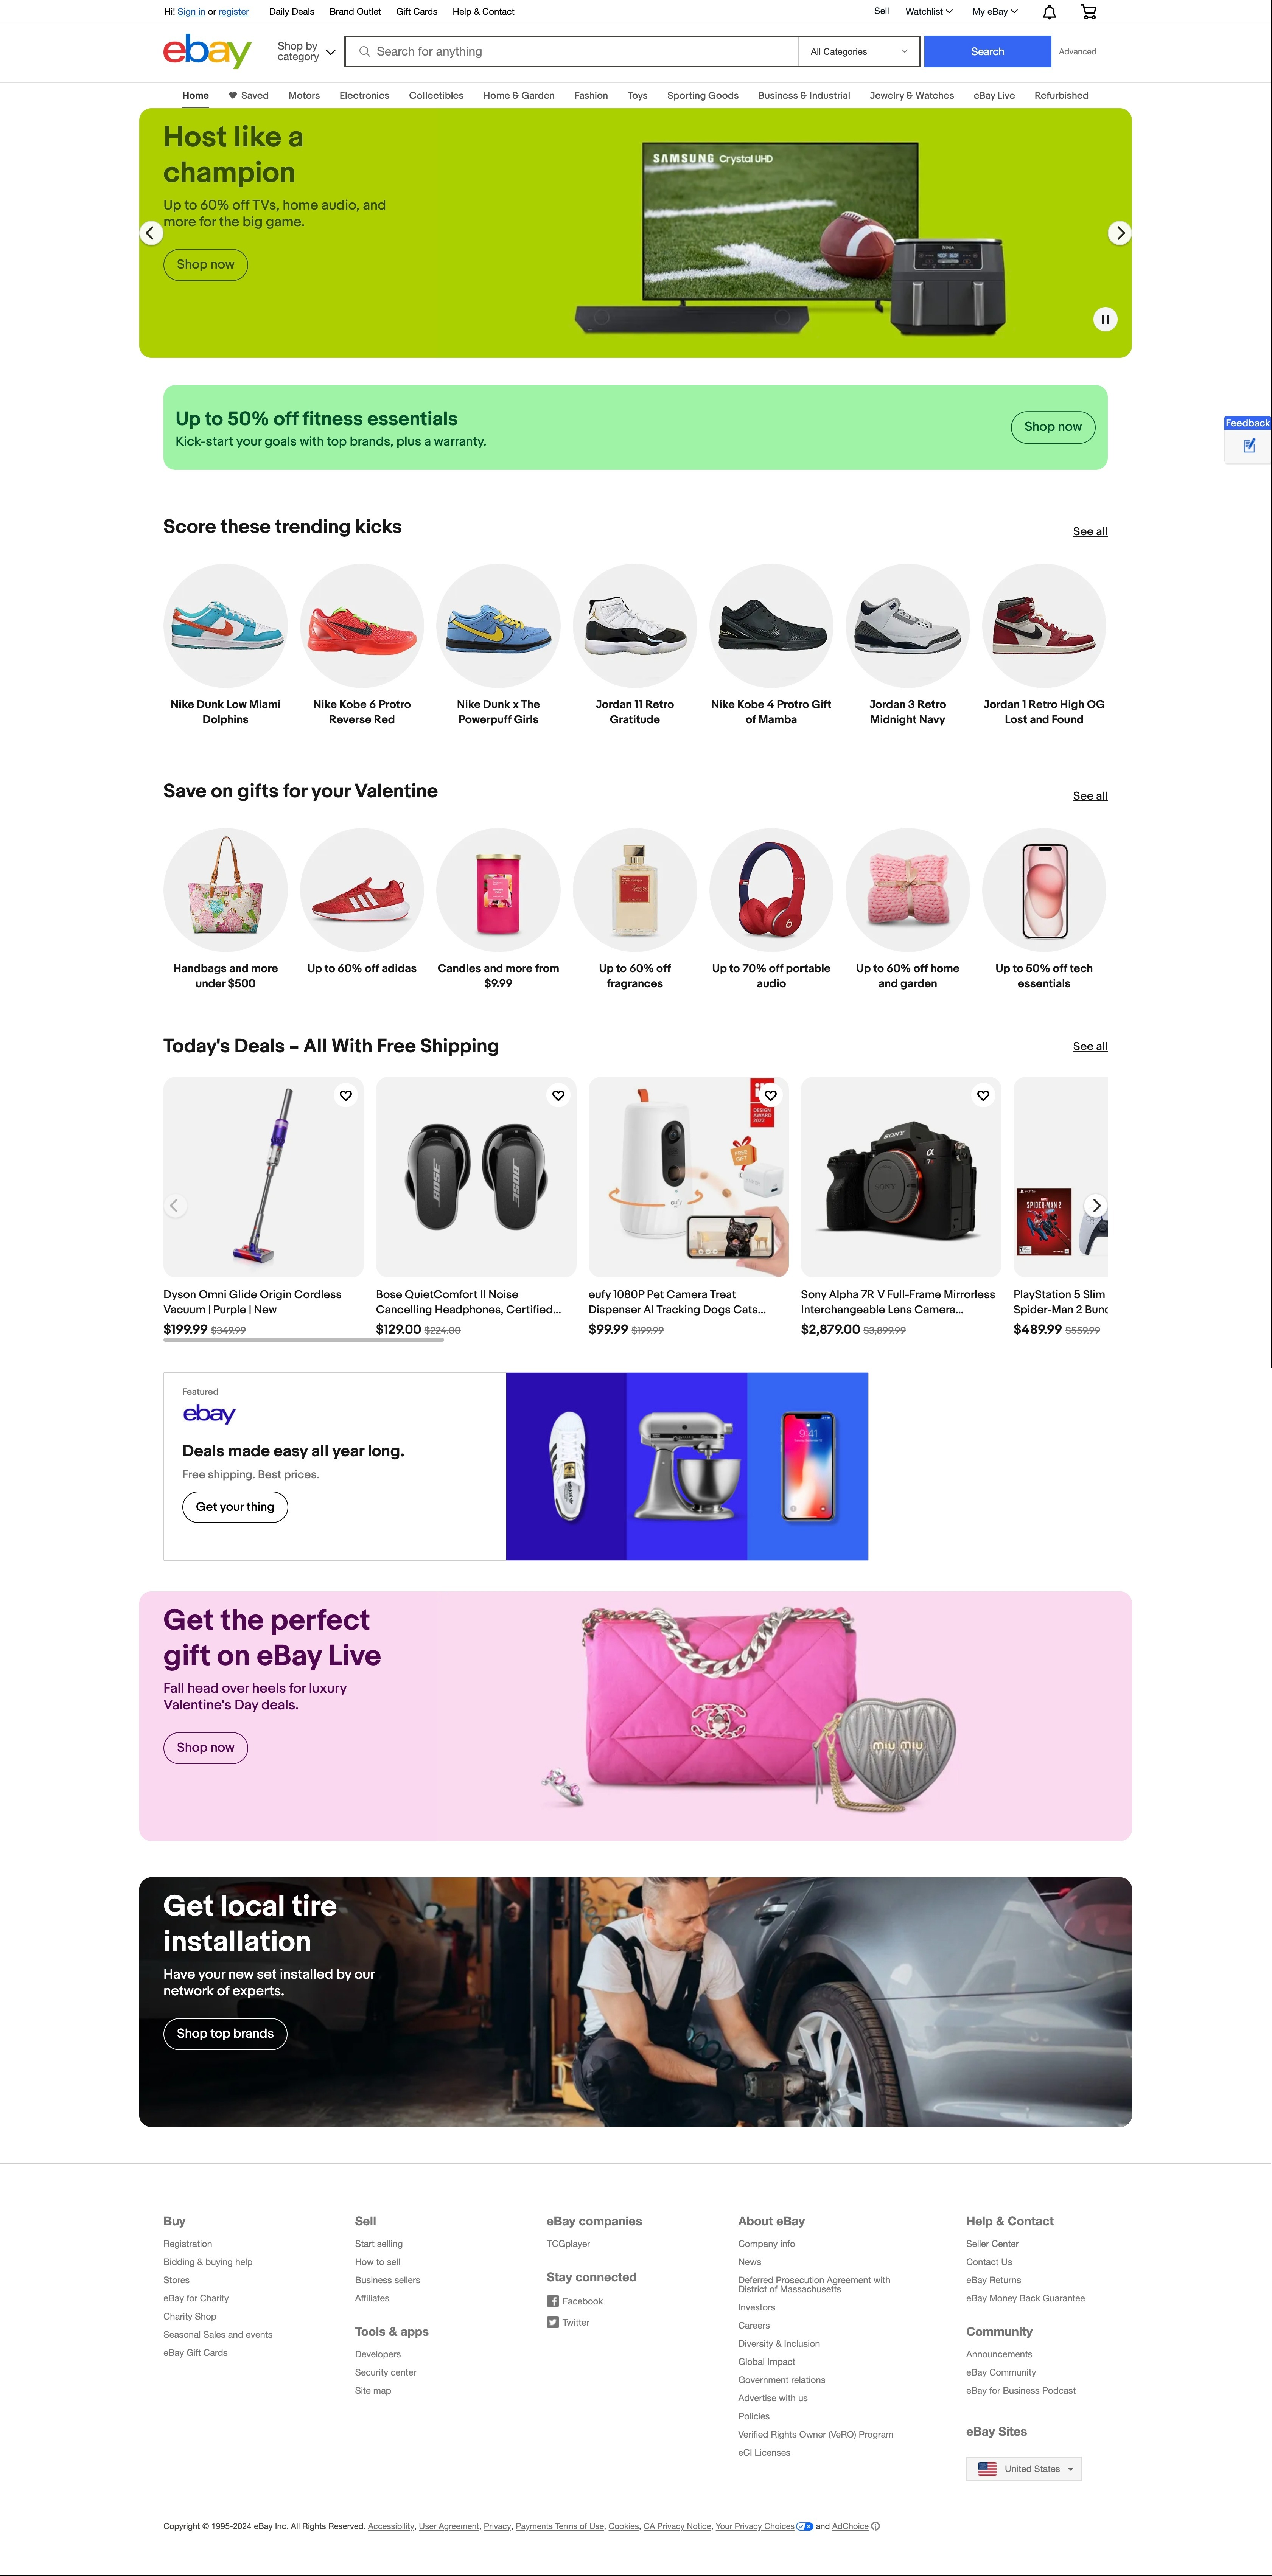 Hi! Sign in or register Daily Deals Brand Outlet Gift Cards Help & Contact Sell Watchlist My eBay
ebay Shop by category Search for anything All Categories Search Advanced
Home Saved Motors Electronics Collectibles Home & Garden Fashion Toys Sporting Goods Business & Industrial Jewelry & Watches eBay Live Refurbished
Host like a
champion
Up to 60% off TVs, home audio, and
more for the big game.
Shop now
SAMSUNG Crystal UHD
Up to 50% off fitness essentials
Kick-start your goals with top brands, plus a warranty.
Shop now
Feedback
Score these trending kicks
See all
Nike Dunk Low Miami
Dolphins
Nike Kobe 6 Protro
Reverse Red
Nike Dunk x The
Powerpuff Girls
Jordan 11 Retro
Gratitude
Nike Kobe 4 Protro Gift
of Mamba
Jordan 3 Retro
Midnight Navy
Jordan 1 Retro High OG
Lost and Found
Save on gifts for your Valentine
See all
Handbags and more
under $500
Up to 60% off adidas
Candles and more from
$9.99
Up to 60% off
fragrances
Up to 70% off portable
audio
Up to 60% off home
and garden
Up to 50% off tech
essentials
Today's Deals – All With Free Shipping
See all
BOSE BOSE
DESIGN
AWARD
2022
FREE
GIFT
eufy
SONY
α
7R
SONY
SPIDER-MAN 2
Dyson Omni Glide Origin Cordless
Vacuum | Purple | New
$199.99 $349.99
Bose QuietComfort II Noise
Cancelling Headphones, Certified...
$129.00 $224.00
eufy 1080P Pet Camera Treat
Dispenser AI Tracking Dogs Cats...
$99.99 $199.99
Sony Alpha 7R V Full-Frame Mirrorless
Interchangeable Lens Camera...
$2,879.00 $3,899.99
PlayStation 5 Slim
Spider-Man 2 Bund
$489.99 $559.99
Featured
ebay
Deals made easy all year long.
Free shipping. Best prices.
Get your thing
9:41
Get the perfect
gift on eBay Live
Fall head over heels for luxury
Valentine's Day deals.
Shop now
MIU MIU
Get local tire
installation
Have your new set installed by our
network of experts.
Shop top brands
Buy
Registration
Bidding & buying help
Stores
eBay for Charity
Charity Shop
Seasonal Sales and events
eBay Gift Cards
Sell
Start selling
How to sell
Business sellers
Affiliates
Tools & apps
Developers
Security center
Site map
eBay companies
TCGplayer
Stay connected
Facebook
Twitter
About eBay
Company info
News
Deferred Prosecution Agreement with
District of Massachusetts
Investors
Careers
Diversity & Inclusion
Global Impact
Government relations
Advertise with us
Policies
Verified Rights Owner (VeRO) Program
eCI Licenses
Help & Contact
Seller Center
Contact Us
eBay Returns
eBay Money Back Guarantee
Community
Announcements
eBay Community
eBay for Business Podcast
eBay Sites
United States
Copyright © 1995-2024 eBay Inc. All Rights Reserved. Accessibility, User Agreement, Privacy, Payments Terms of Use, Cookies, CA Privacy Notice, Your Privacy Choices and AdChoice